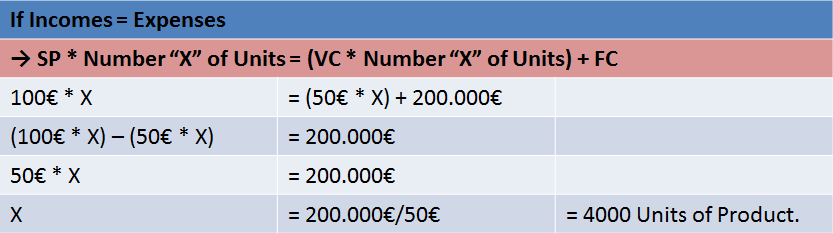 If Incomes = Expenses
→ SP * Number “X” of Units = (VC * Number “X” of Units) + FC
100€ * X = (50€ * X) + 200.000€
(100€ * X) – (50€ * X) = 200.000€
50€ * X = 200.000€
X = 200.000€/50€ = 4000 Units of Product.